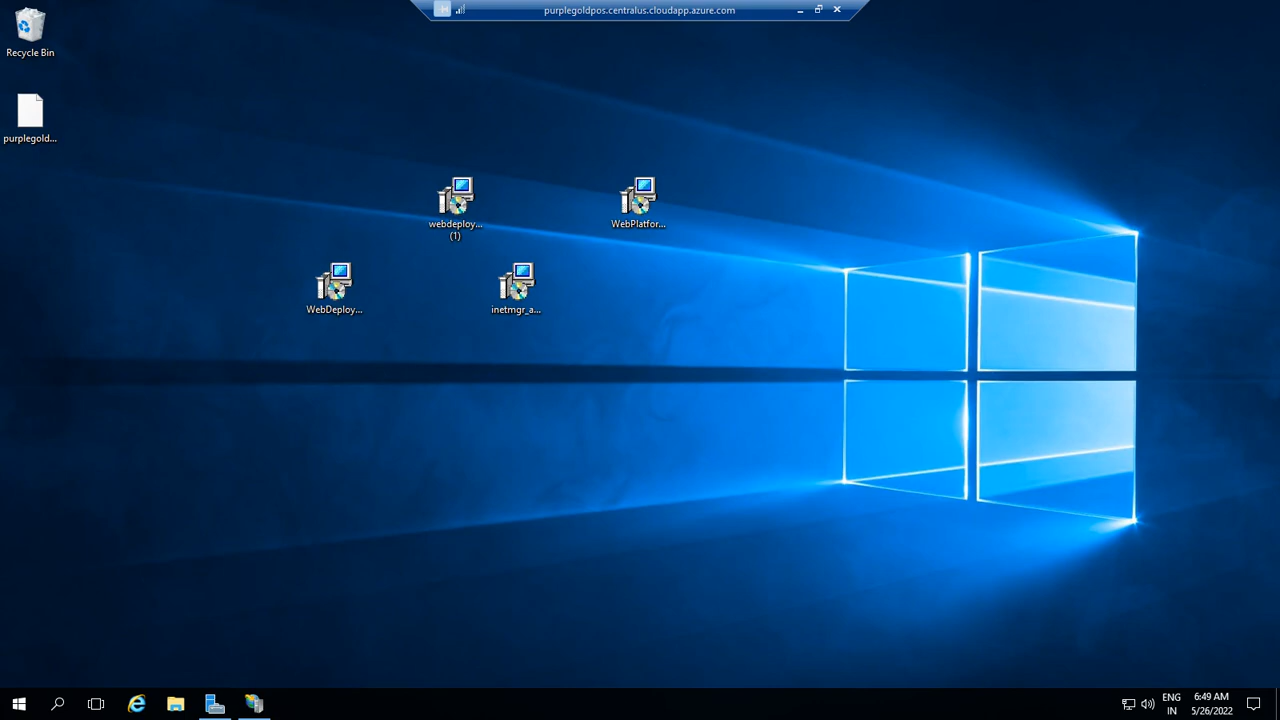 purplegoldpos.centralus.cloudapp.azure.com
Recycle Bin
purplegold...
webdeploy...
(1)
WebPlatfor...
WebDeploy...
inetmgr_a...
ENG
IN
6:49 AM
5/26/2022